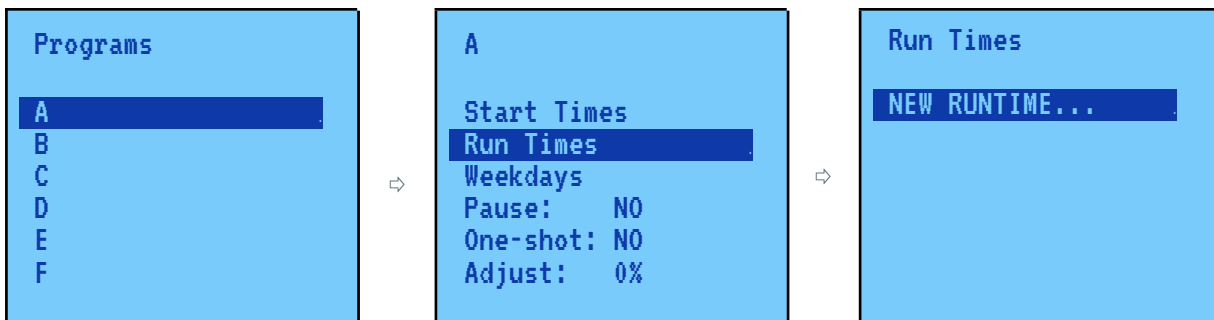 Programs
A
B
C
D
E
F
A
Start Times
Run Times
Weekdays
Pause: NO
One-shot: NO
Adjust: 0%
Run Times
NEW RUNTIME...